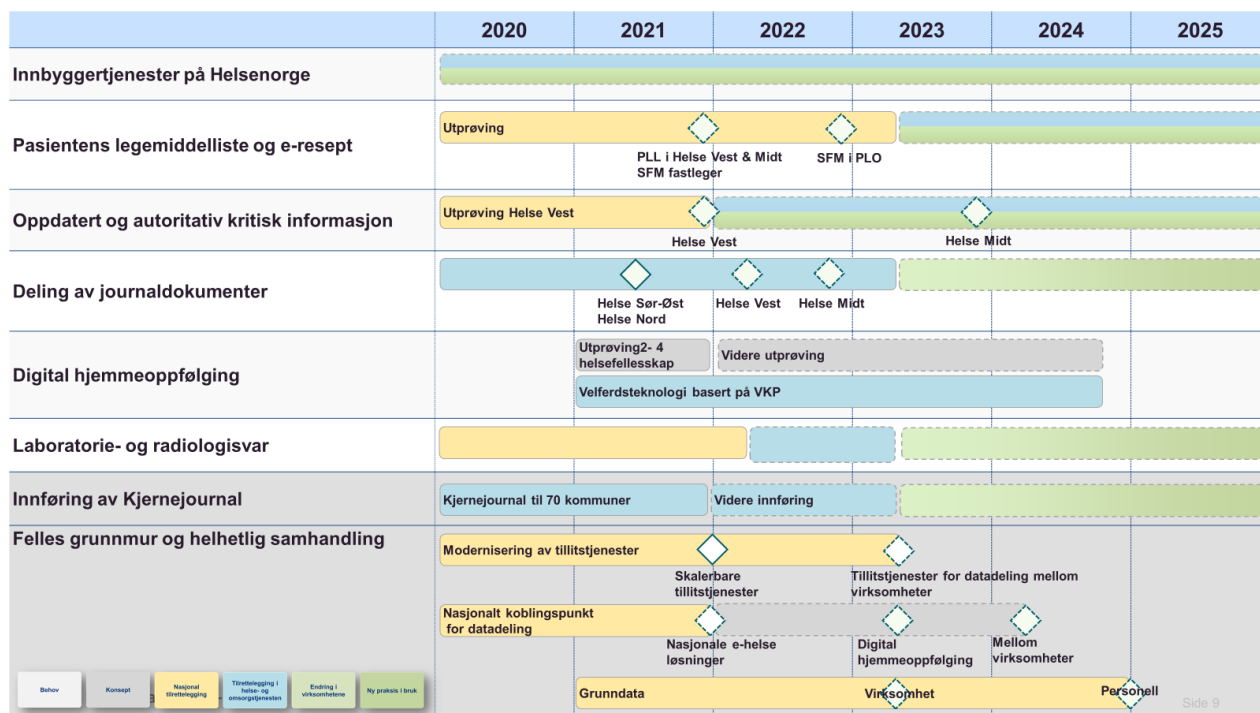 2020 2021 2022 2023 2024 2025
Innbyggertjenester på Helsenorge
Pasientens legemiddelliste og e-resept
Utprøving
PLL i Helse Vest & Midt
SFM fastleger
SFM i PLO
Oppdatert og autoritativ kritisk informasjon
Utprøving Helse Vest
Helse Vest
Helse Midt
Deling av journaldokumenter
Helse Sør-Øst
Helse Nord
Helse Vest
Helse Midt
Digital hjemmeoppfølging
Utprøving2- 4
helsefellesskap
Videre utprøving
Velferdsteknologi basert på VKP
Laboratorie- og radiologisvar
Innføring av Kjernejournal
Kjernejournal til 70 kommuner
Videre innføring
Felles grunnmur og helhetlig samhandling
Modernisering av tillitstjenester
Skalerbare
tillitstjenester
Tillitstjenester for datadeling mellom
virksomheter
Nasjonalt koblingspunkt
for datadeling
Nasjonale e-helse
løsninger
Digital
hjemmeoppfølging
Mellom
virksomheter
Grunndata
Virksomhet
Personell
Behov
Konsept
Nasjonal
tilrettelegging
Tilrettelegging i
helse- og
omsorgstjenesten
Endring i
virksomhetene
Ny praksis i bruk
Side 9